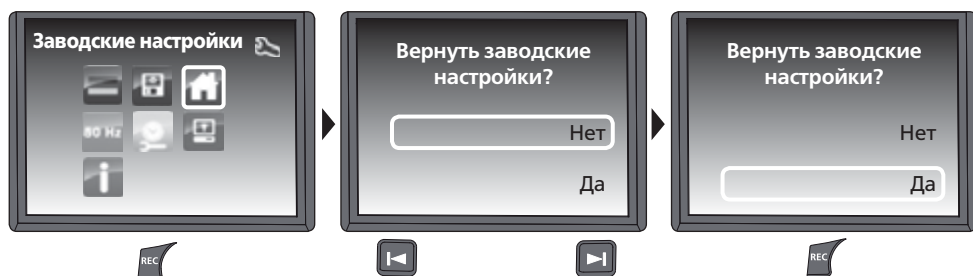 Заводские настройки
80 Hz
Вернуть заводские
настройки?
Нет
Да
Вернуть заводские
настройки?
Нет
Да
REC
REC